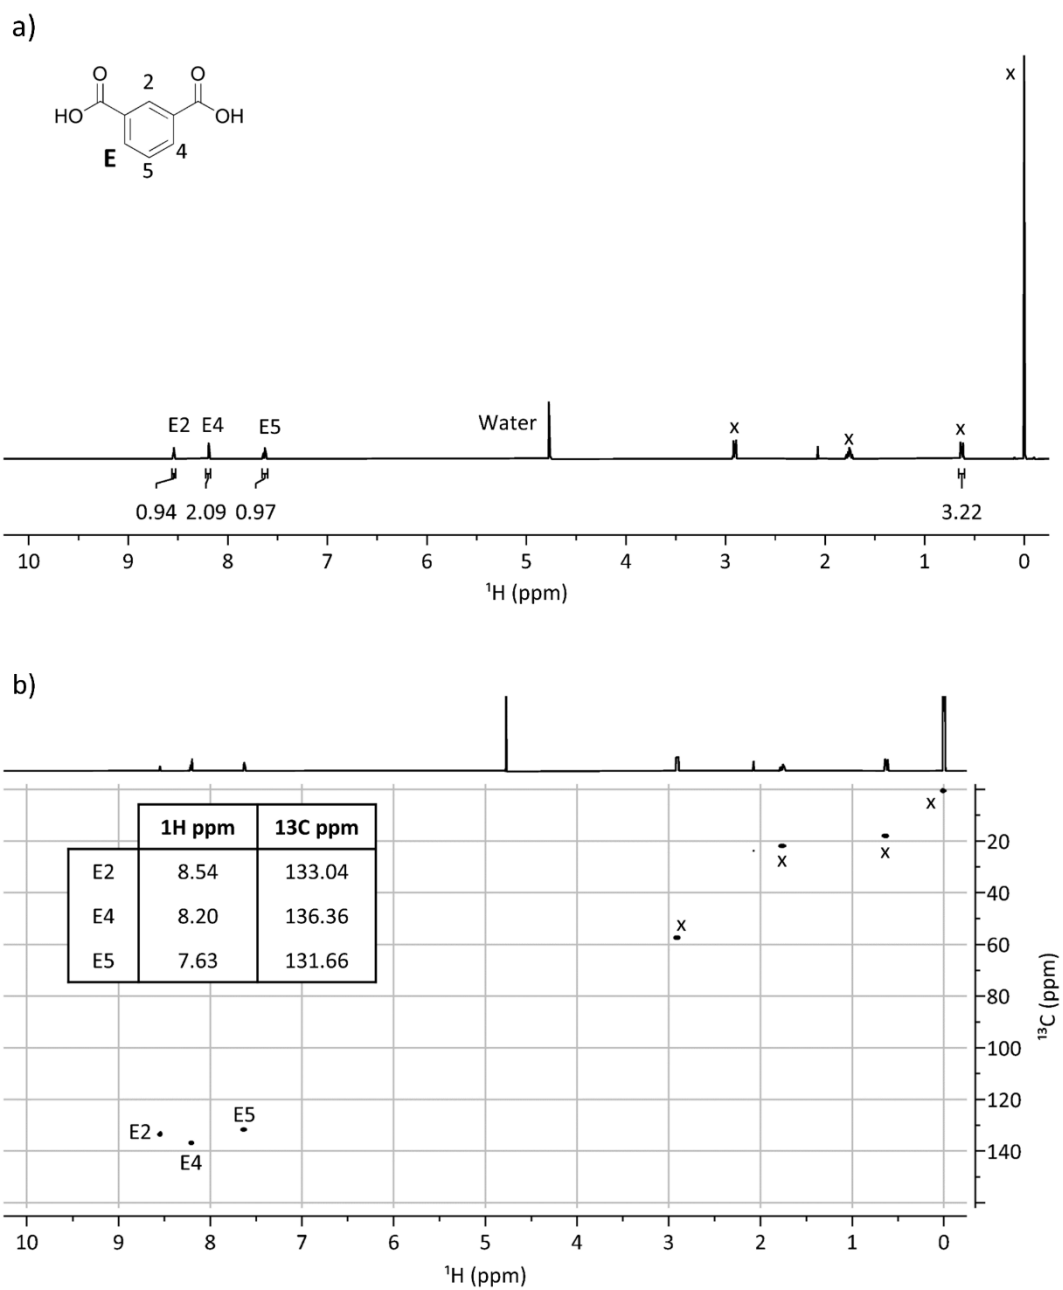 a)
O 2 O
HO OH
E 4
5
x
E2 E4 E5 Water x x x
0.94 2.09 0.97 3.22
10 9 8 7 6 5 4 3 2 1 0
¹H (ppm)
b)
1H ppm 13C ppm
E2 8.54 133.04
E4 8.20 136.36
E5 7.63 131.66
x
x x
x
E5
E2
E4
20
40
60
80
100
120
140
¹³C (ppm)
10 9 8 7 6 5 4 3 2 1 0
¹H (ppm)